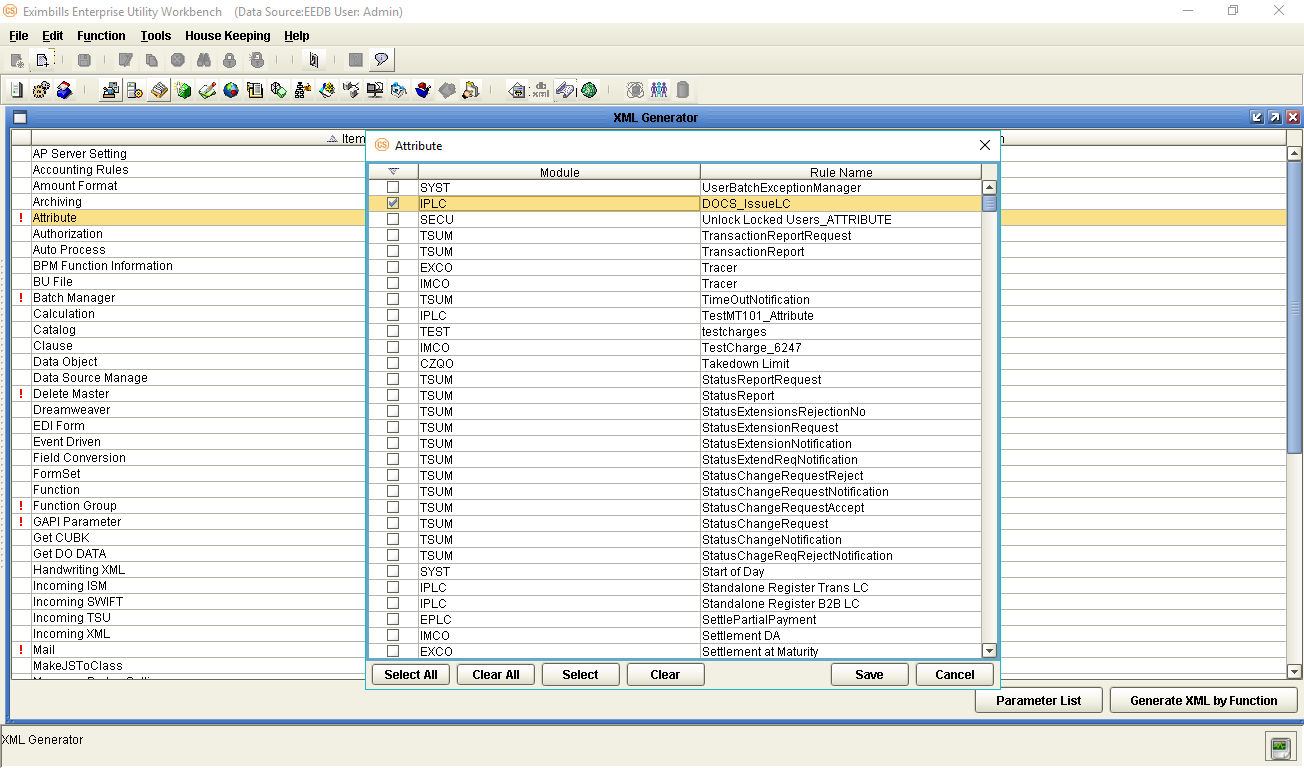 CS Eximbills Enterprise Utility Workbench (Data Source:EEDB User: Admin)
File Edit Function Tools House Keeping Help
XML Generator
Item
AP Server Setting
Accounting Rules
Amount Format
Archiving
! Attribute
Authorization
Auto Process
BPM Function Information
BU File
! Batch Manager
Calculation
Catalog
Clause
Data Object
Data Source Manage
! Delete Master
Dreamweaver
EDI Form
Event Driven
Field Conversion
FormSet
Function
! Function Group
! GAPI Parameter
Get CUBK
Get DO DATA
Handwriting XML
Incoming ISM
Incoming SWIFT
Incoming TSU
Incoming XML
! Mail
MakeJSToClass
CS Attribute
Module Rule Name
SYST UserBatchExceptionManager
IPLC DOCS_IssueLC
SECU Unlock Locked Users_ATTRIBUTE
TSUM TransactionReportRequest
TSUM TransactionReport
EXCO Tracer
IMCO Tracer
TSUM TimeOutNotification
IPLC TestMT101_Attribute
TEST testcharges
IMCO TestCharge_6247
CZQO Takedown Limit
TSUM StatusReportRequest
TSUM StatusReport
TSUM StatusExtensionsRejectionNo
TSUM StatusExtensionRequest
TSUM StatusExtensionNotification
TSUM StatusExtendReqNotification
TSUM StatusChangeRequestReject
TSUM StatusChangeRequestNotification
TSUM StatusChangeRequestAccept
TSUM StatusChangeRequest
TSUM StatusChangeNotification
TSUM StatusChageReqRejectNotification
SYST Start of Day
IPLC Standalone Register Trans LC
IPLC Standalone Register B2B LC
EPLC SettlePartialPayment
IMCO Settlement DA
EXCO Settlement at Maturity
Select All Clear All Select Clear Save Cancel
Parameter List Generate XML by Function
XML Generator